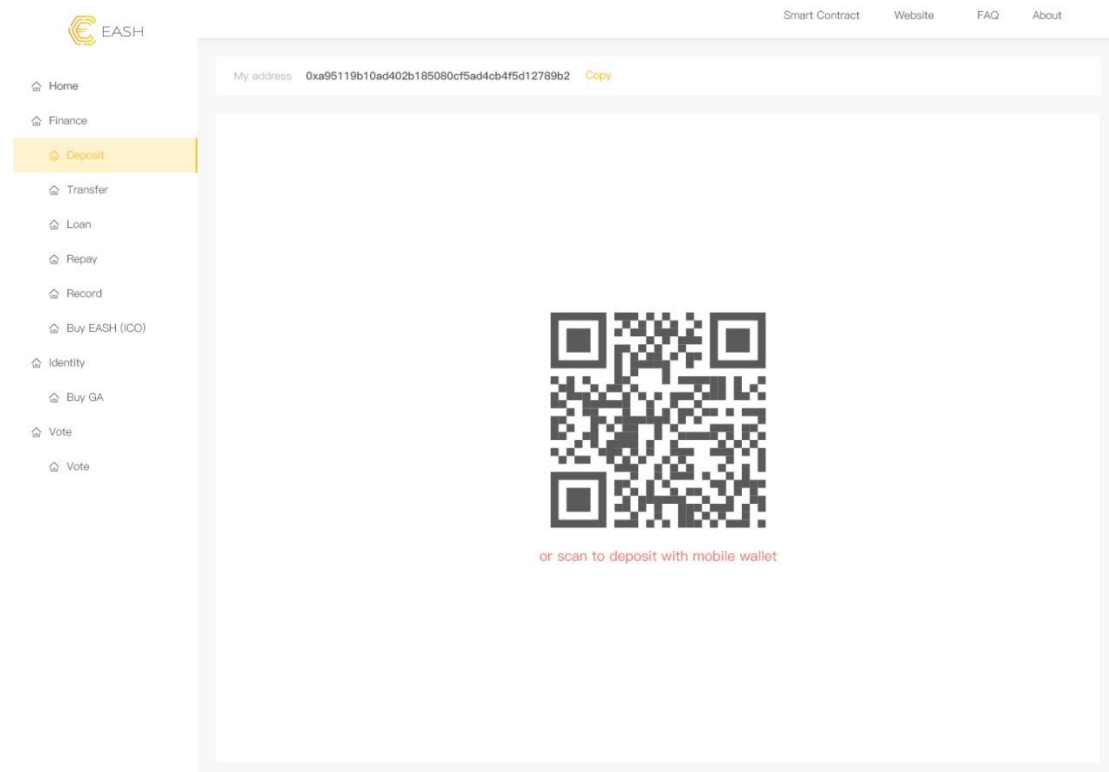 EASH
Smart Contract Website FAQ About
Home
Finance
Deposit
Transfer
Loan
Repay
Record
Buy EASH (ICO)
Identity
Buy GA
Vote
Vote
My address 0xa95119b10ad402b185080cf5ad4cb4f5d12789b2 Copy
or scan to deposit with mobile wallet